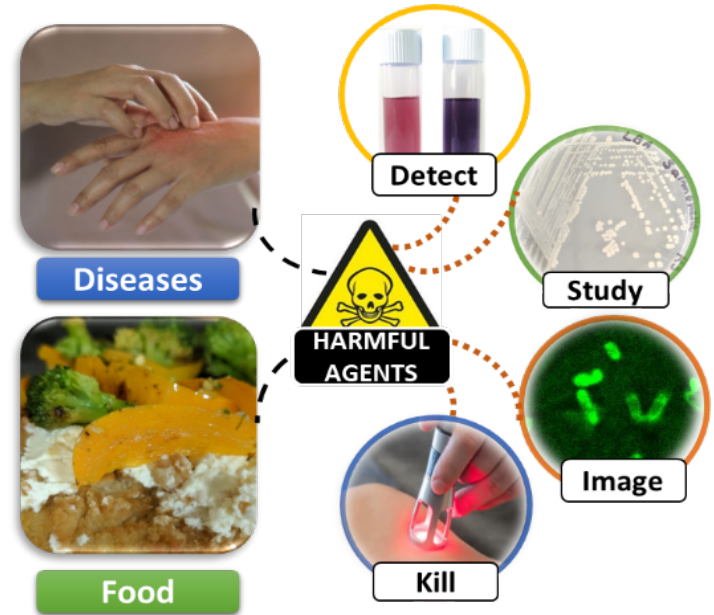 Detect
Diseases
Study
HARMFUL
AGENTS
Image
Kill
Food